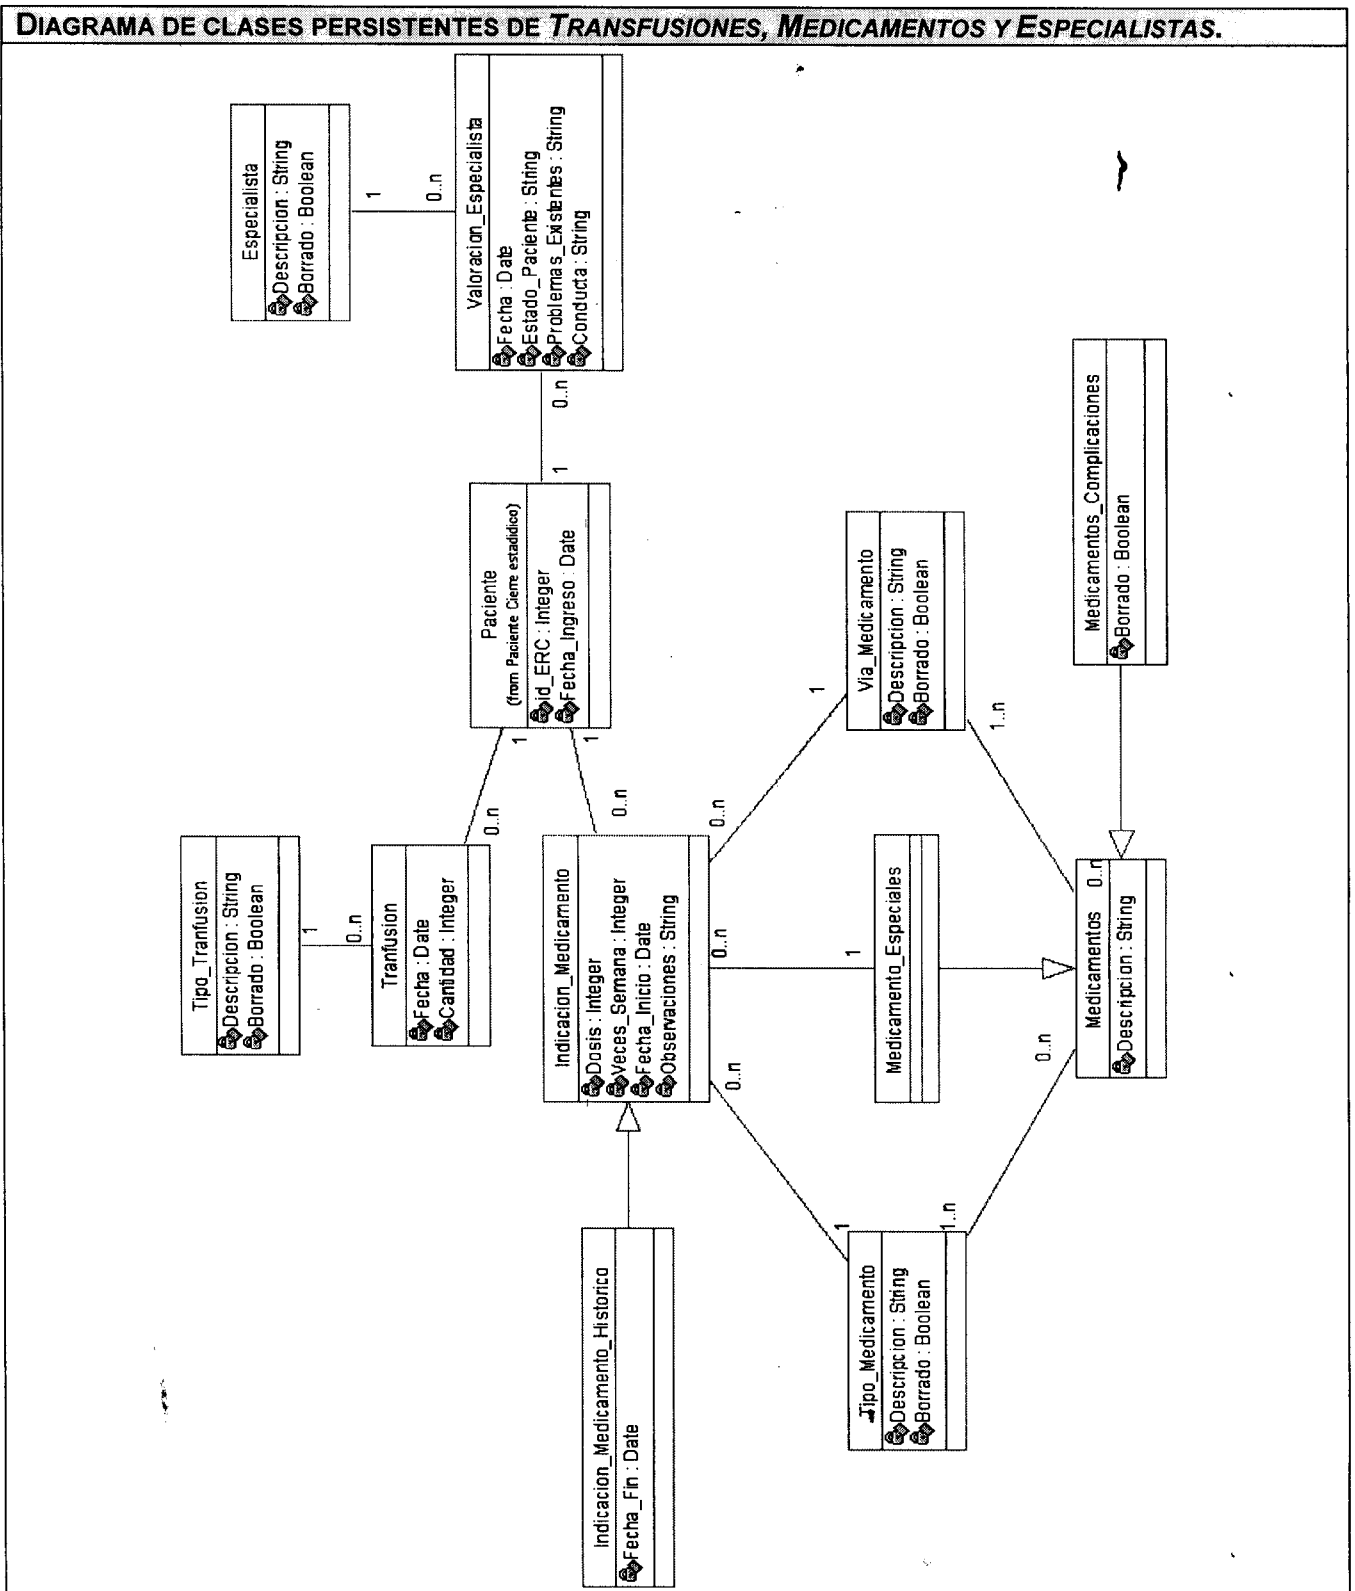 DIAGRAMA DE CLASES PERSISTENTES DE TRANSFUSIONES, MEDICAMENTOS Y ESPECIALISTAS.
Tipo_Tranfusion
Descripcion : String
Borrado : Boolean
1
0..n
Tranfusion
Fecha : Date
Cantidad : Integer
0..n
1
Especialista
Descripcion : String
Borrado : Boolean
1
0..n
Valoracion_Especialista
Fecha : Date
Estado_Paciente : String
Problemas_Existentes : String
Conducta : String
0..n
1
Paciente
(from Paciente Cierre estadidico)
id_ERC : Integer
Fecha_Ingreso : Date
1
0..n
Indicacion_Medicamento_Historico
Fecha_Fin : Date
Indicacion_Medicamento
Dosis : Integer
Veces_Semana : Integer
Fecha_Inicio : Date
Observaciones : String
0..n
1
0..n
1
0..n
1
Tipo_Medicamento
Descripcion : String
Borrado : Boolean
1..n
0..n
Medicamento_Especiales
Via_Medicamento
Descripcion : String
Borrado : Boolean
1..n
0..n
Medicamentos
Descripcion : String
Medicamentos_Complicaciones
Borrado : Boolean